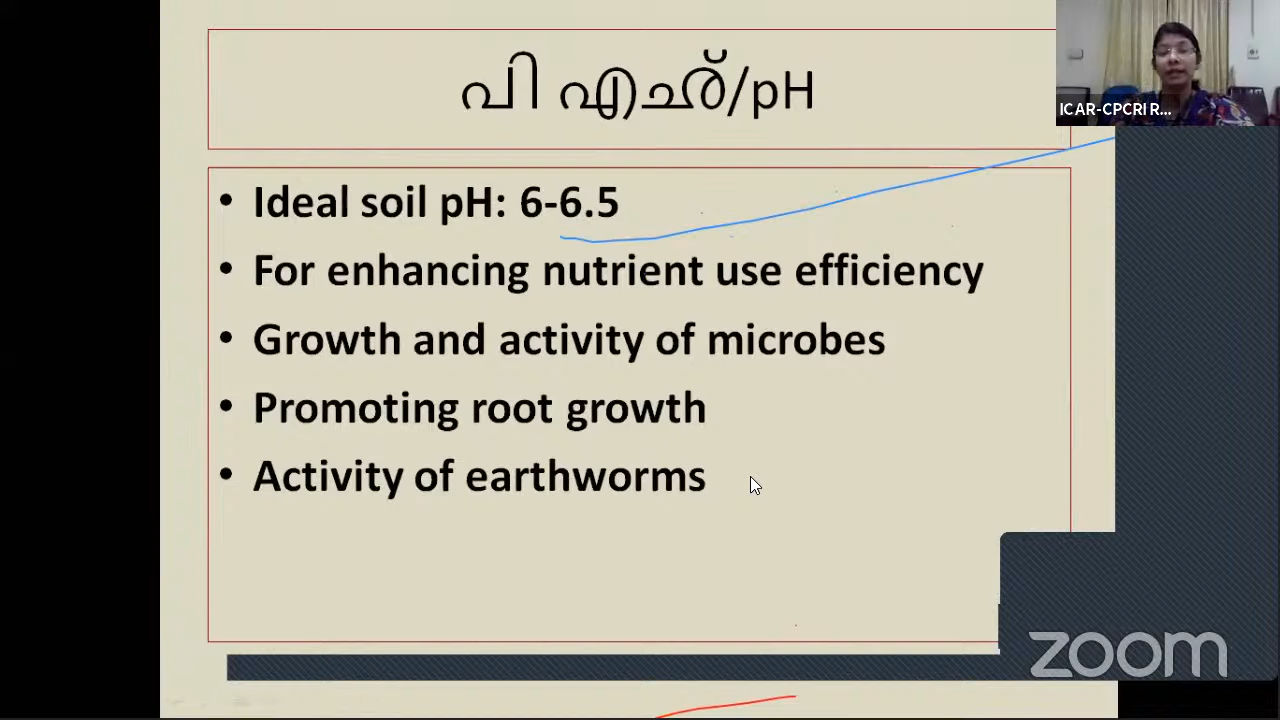 പി എച്ച്/pH
ICAR-CPCRI R...
• Ideal soil pH: 6-6.5
• For enhancing nutrient use efficiency
• Growth and activity of microbes
• Promoting root growth
• Activity of earthworms
zoom